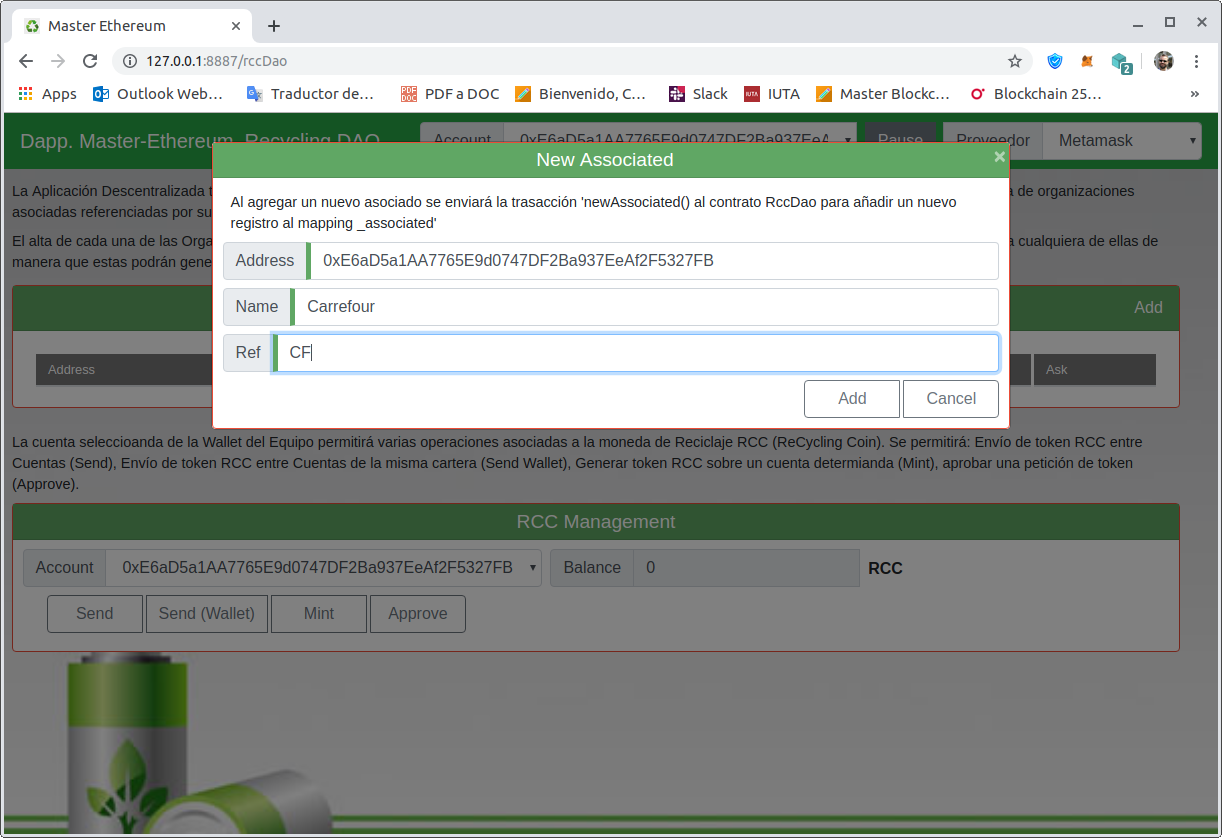 Master Ethereum
127.0.0.1:8887/rccDao
2
Apps
Outlook Web...
Traductor de...
PDF a DOC
Bienvenido, C...
Slack
IUTA
Master Blockc...
Blockchain 25...
»
Dapp. Master-Ethereum. Recycling DAO
Account
0xE6aD5a1AA7765E9d0747DF2Ba937EeA
Pause
Proveedor
Metamask
New Associated
×
La Aplicación Descentralizada
a de organizaciones
asociadas referenciadas por su
El alta de cada una de las Orga
a cualquiera de ellas de
manera que estas podrán gene
Al agregar un nuevo asociado se enviará la trasacción 'newAssociated() al contrato RccDao para añadir un nuevo
registro al mapping _associated'
Address
0xE6aD5a1AA7765E9d0747DF2Ba937EeAf2F5327FB
Name
Carrefour
Ref
CF
Add
Cancel
Add
Address
Ask
La cuenta seleccioanda de la Wallet del Equipo permitirá varias operaciones asociadas a la moneda de Reciclaje RCC (ReCycling Coin). Se permitirá: Envío de token RCC entre
Cuentas (Send), Envío de token RCC entre Cuentas de la misma cartera (Send Wallet), Generar token RCC sobre un cuenta determianda (Mint), aprobar una petición de token
(Approve).
RCC Management
Account
0xE6aD5a1AA7765E9d0747DF2Ba937EeAf2F5327FB
Balance
0
RCC
Send
Send (Wallet)
Mint
Approve